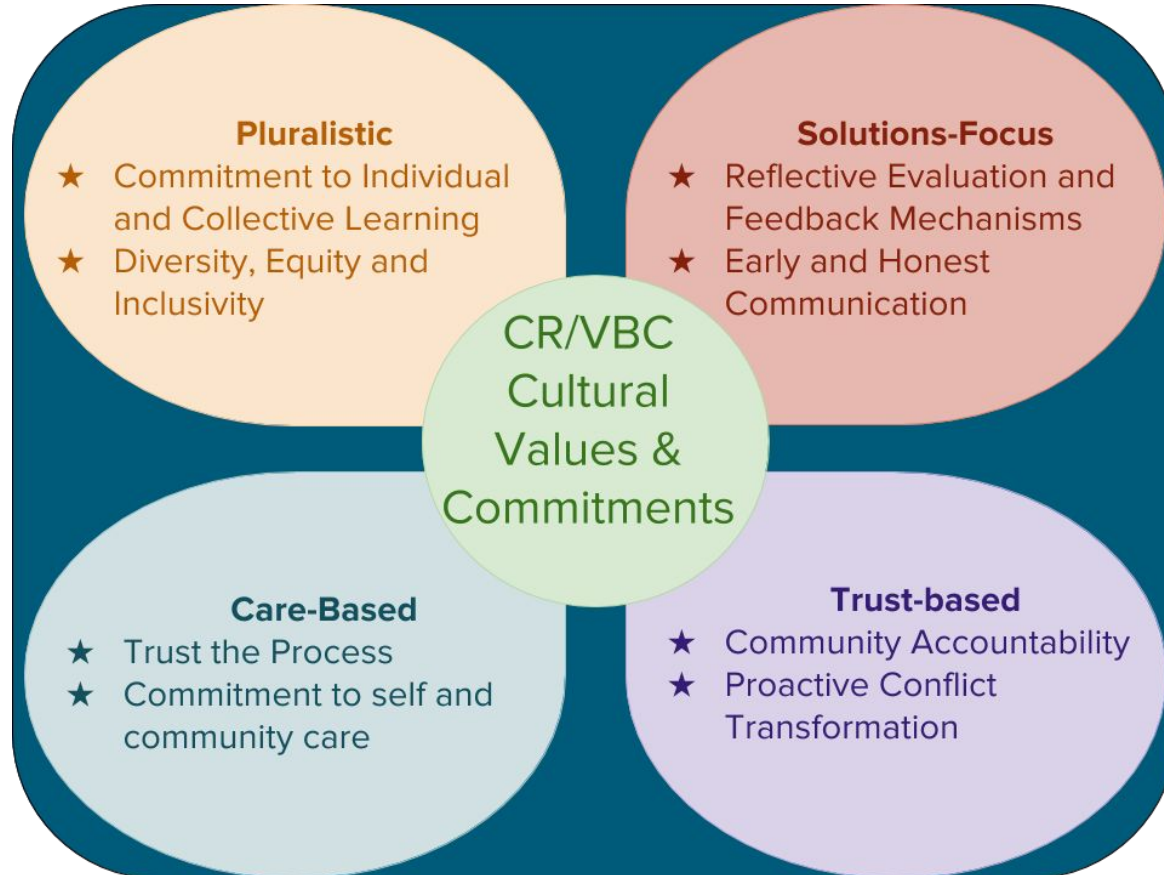 Pluralistic
★ Commitment to Individual
and Collective Learning
★ Diversity, Equity and
Inclusivity
Solutions-Focus
★ Reflective Evaluation and
Feedback Mechanisms
★ Early and Honest
Communication
CR/VBC
Cultural
Values &
Commitments
Care-Based
★ Trust the Process
★ Commitment to self and
community care
Trust-based
★ Community Accountability
★ Proactive Conflict
Transformation